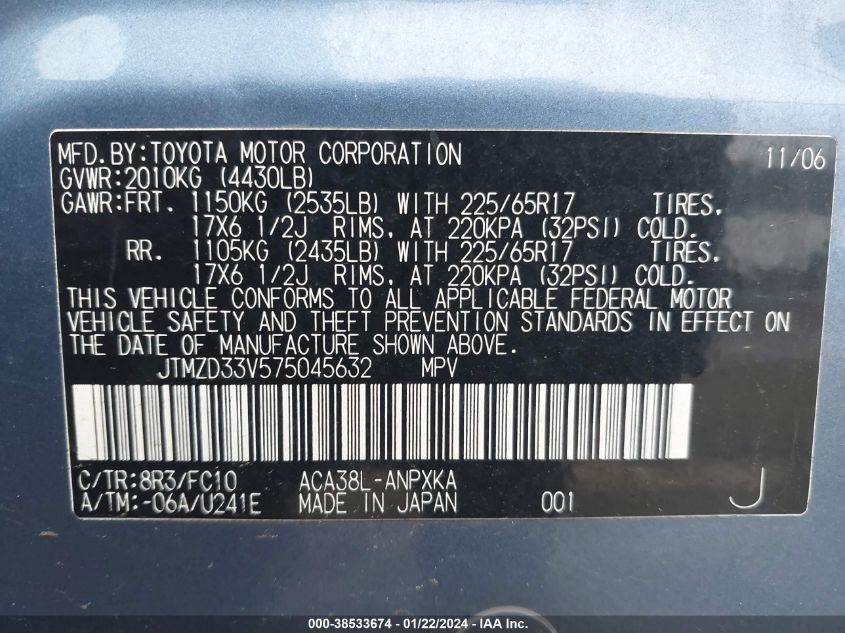 MFD.BY:TOYOTA MOTOR CORPORATION 11/06
GVWR:2010KG (4430LB)
GAWR:FRT. 1150KG (2535LB) WITH 225/65R17 TIRES,
17X6 1/2J RIMS, AT 220KPA (32PSI) COLD.
RR. 1105KG (2435LB) WITH 225/65R17 TIRES,
17X6 1/2J RIMS, AT 220KPA (32PSI) COLD.
THIS VEHICLE CONFORMS TO ALL APPLICABLE FEDERAL MOTOR
VEHICLE SAFETY AND THEFT PREVENTION STANDARDS IN EFFECT ON
THE DATE OF MANUFACTURE SHOWN ABOVE.
JTMZD33V575045632 MPV
C/TR:8R3/FC10 ACA38L-ANPXKA
A/TM:-06A/U241E MADE IN JAPAN 001 J
000-38533674 - 01/22/2024 - IAA Inc.